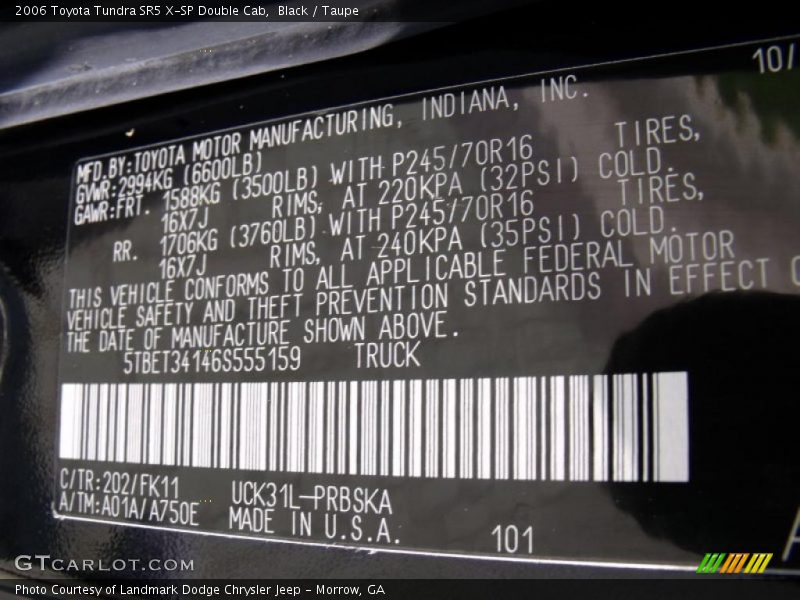 2006 Toyota Tundra SR5 X-SP Double Cab, Black / Taupe
10/
MFD.BY:TOYOTA MOTOR MANUFACTURING, INDIANA, INC.
GVWR:2994KG (6600LB)
GAWR:FRT. 1588KG (3500LB) WITH P245/70R16 TIRES,
16X7J RIMS, AT 220KPA (32PSI) COLD.
RR. 1706KG (3760LB) WITH P245/70R16 TIRES,
16X7J RIMS, AT 240KPA (35PSI) COLD.
THIS VEHICLE CONFORMS TO ALL APPLICABLE FEDERAL MOTOR
VEHICLE SAFETY AND THEFT PREVENTION STANDARDS IN EFFECT
THE DATE OF MANUFACTURE SHOWN ABOVE.
5TBET34146S555159 TRUCK
C/TR:202/FK11 UCK31L-PRBSKA
A/TM:A01A/A750E MADE IN U.S.A.
101
GTCARLOT.COM
Photo Courtesy of Landmark Dodge Chrysler Jeep - Morrow, GA